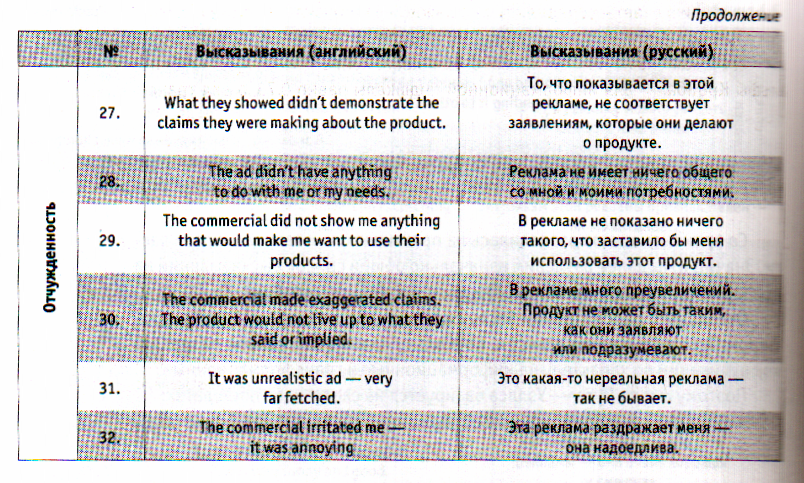 Продолжение
№ Высказывания (английский) Высказывания (русский)
Отчужденность
27.
What they showed didn't demonstrate the
claims they were making about the product.
То, что показывается в этой
рекламе, не соответствует
заявлениям, которые они делают
о продукте.
28.
The ad didn't have anything
to do with me or my needs.
Реклама не имеет ничего общего
со мной и моими потребностями.
29.
The commercial did not show me anything
that would make me want to use their
products.
В рекламе не показано ничего
такого, что заставило бы меня
использовать этот продукт.
30.
The commercial made exaggerated claims.
The product would not live up to what they
said or implied.
В рекламе много преувеличений.
Продукт не может быть таким,
как они заявляют
или подразумевают.
31.
It was unrealistic ad — very
far fetched.
Это какая-то нереальная реклама —
так не бывает.
32.
The commercial irritated me —
it was annoying
Эта реклама раздражает меня —
она надоедлива.